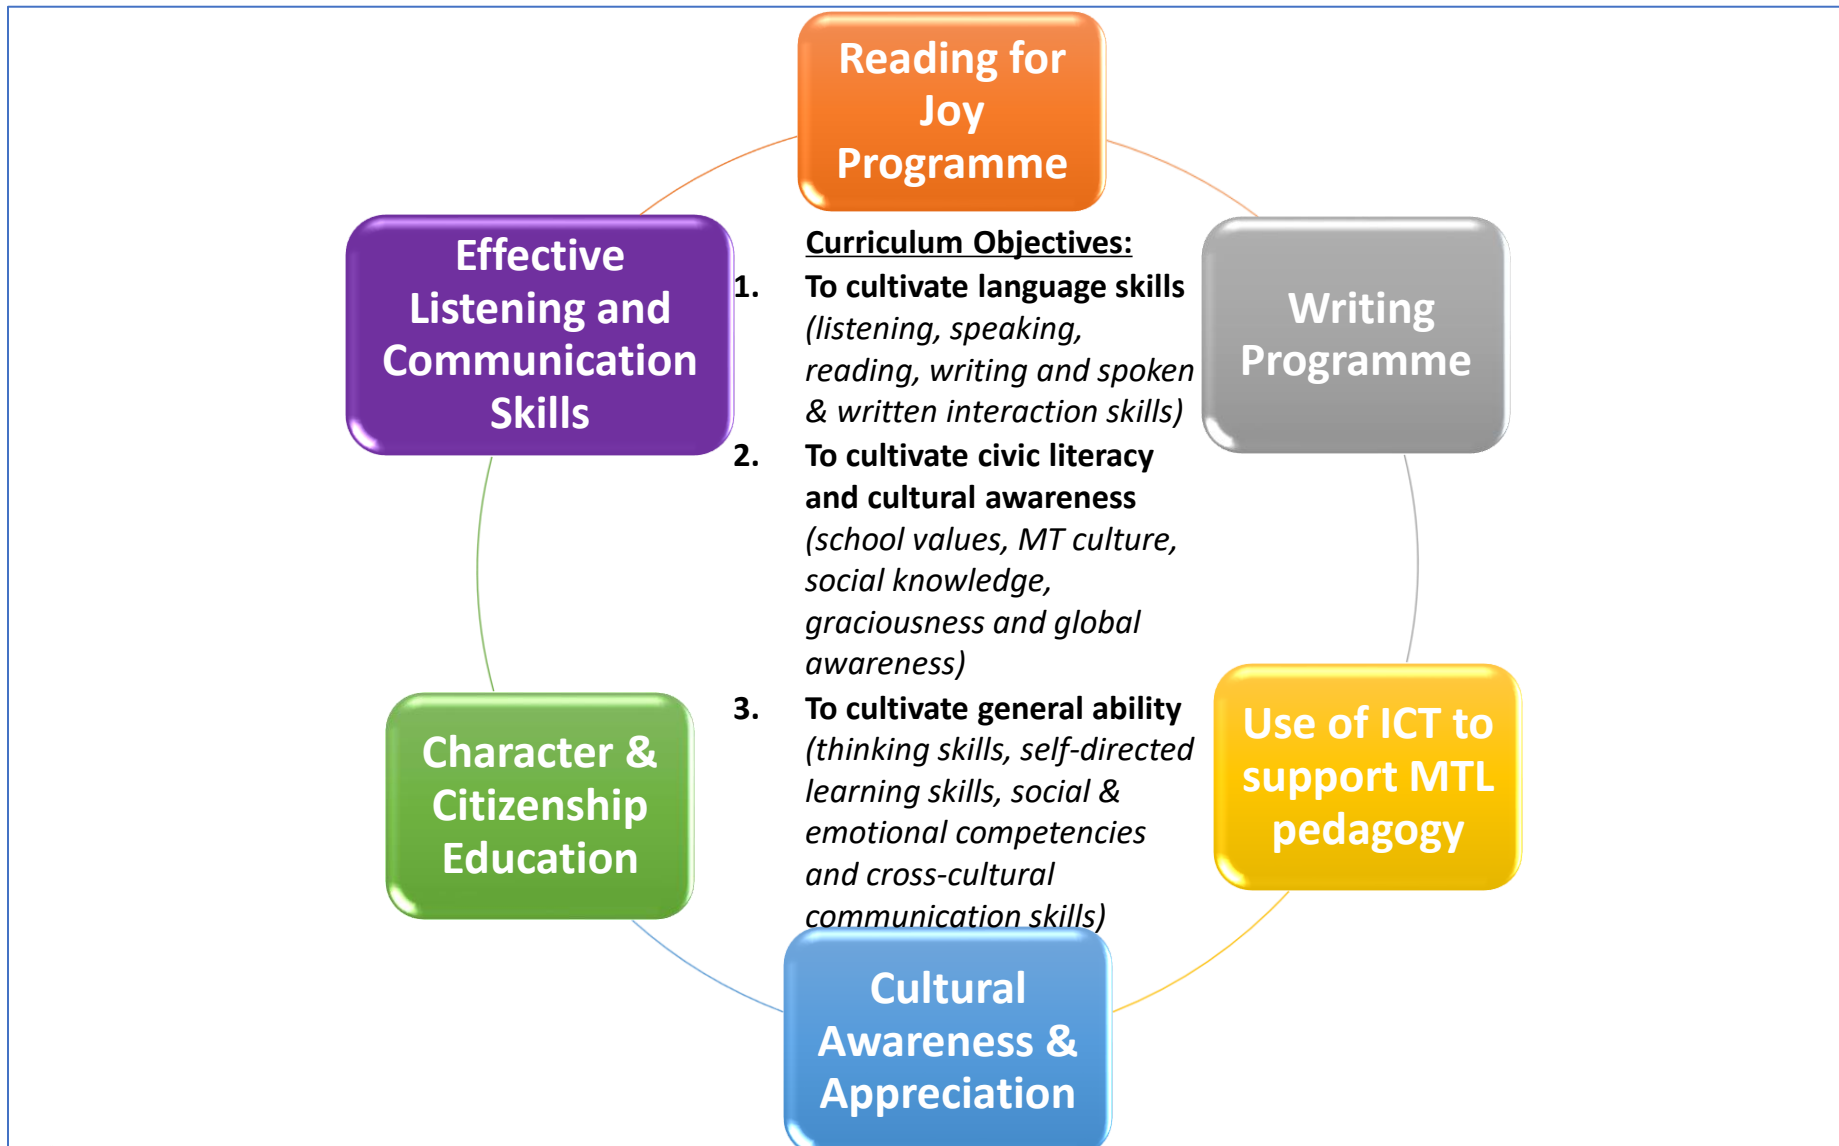 Reading for
Joy
Programme
Effective
Listening and
Communication
Skills
Curriculum Objectives:
1. To cultivate language skills
(listening, speaking,
reading, writing and spoken
& written interaction skills)
2. To cultivate civic literacy
and cultural awareness
(school values, MT culture,
social knowledge,
graciousness and global
awareness)
3. To cultivate general ability
(thinking skills, self-directed
learning skills, social &
emotional competencies
and cross-cultural
communication skills)
Writing
Programme
Character &
Citizenship
Education
Use of ICT to
support MTL
pedagogy
Cultural
Awareness &
Appreciation